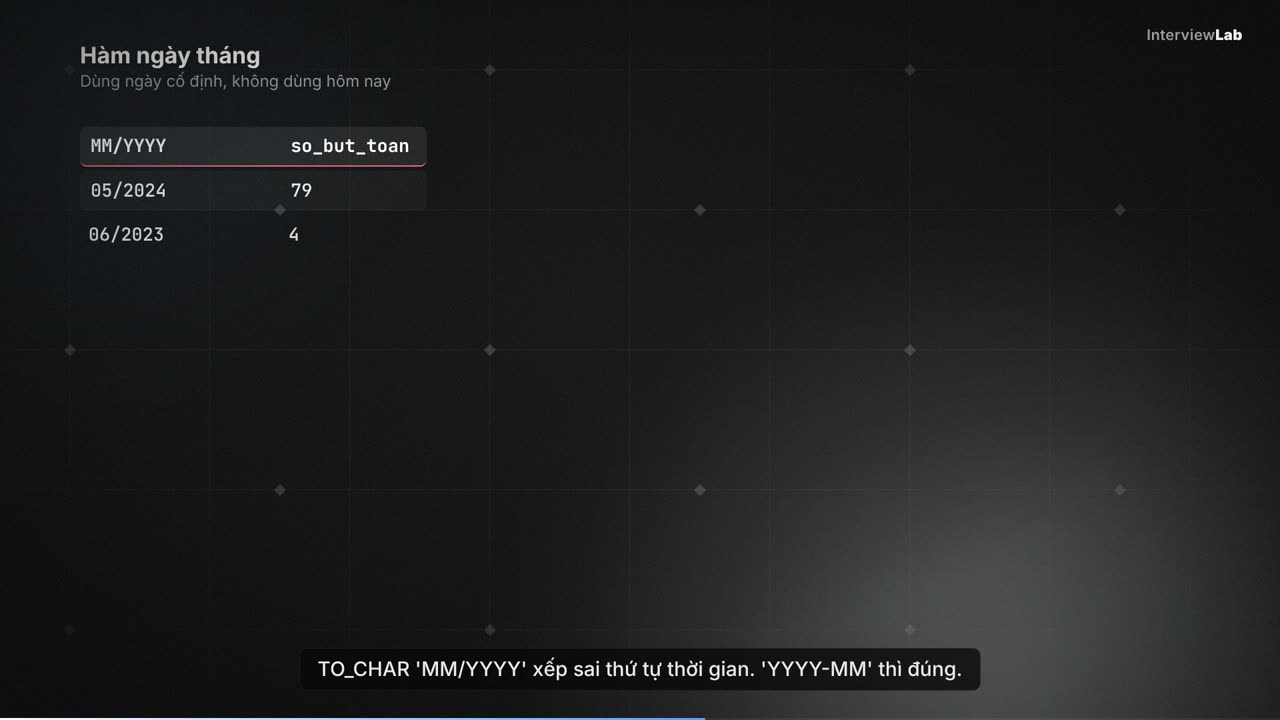 Hàm ngày tháng
Dùng ngày cố định, không dùng hôm nay
InterviewLab
MM/YYYY so_but_toan
05/2024 79
06/2023 4
TO_CHAR 'MM/YYYY' xếp sai thứ tự thời gian. 'YYYY-MM' thì đúng.